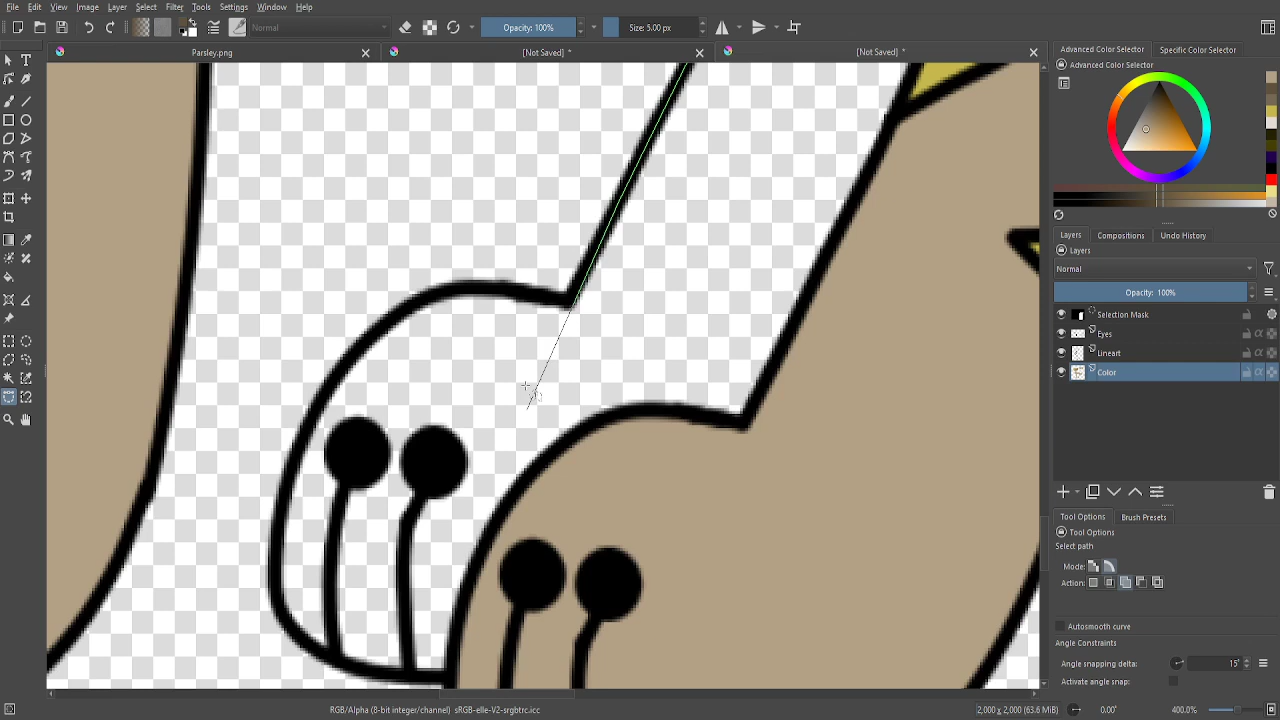 File Edit View Image Layer Select Filter Tools Settings Window Help
Normal Opacity: 100% Size: 5.00 px
Parsley.png [Not Saved] * [Not Saved] *
Advanced Color Selector Specific Color Selector
Advanced Color Selector
Layers Compositions Undo History
Layers
Normal
Opacity: 100%
Selection Mask
Eyes
Lineart
Color
Tool Options Brush Presets
Tool Options
Select path
Mode:
Action:
Autosmooth curve
Angle Constraints
Angle snapping delta: 15°
Activate angle snap:
RGB/Alpha (8-bit integer/channel) sRGB-elle-V2-srgbtrc.icc 2,000 x 2,000 (63.6 MiB) 0.00° 400.0%